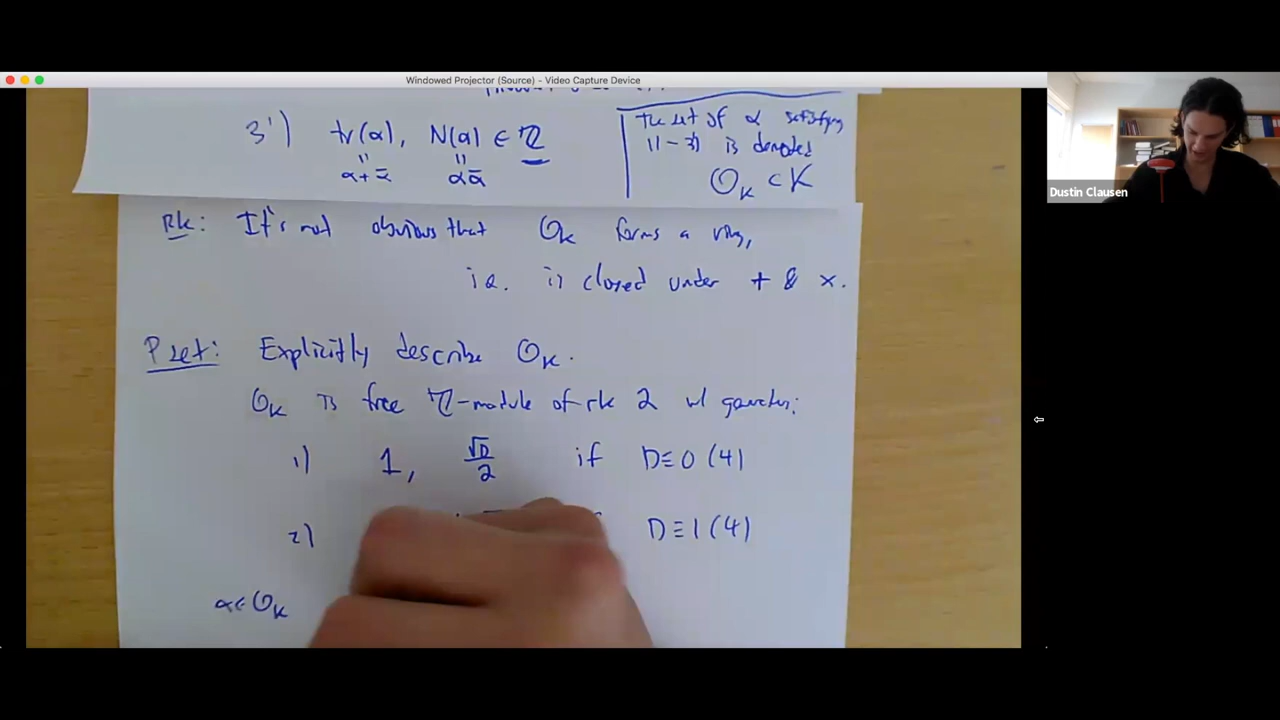 Windowed Projector (Source) - Video Capture Device
3') tr(α), N(α) ∈ ℤ
" "
α+ᾱ αᾱ
The set of α satisfying
1) - 3) is denoted
O_K ⊂ K
Dustin Clausen
Rk: It's not obvious that O_K forms a ring,
i.e. is closed under + & ×.
Pf: Explicitly describe O_K.
O_K is free ℤ-module of rk 2 w/ generators:
1) 1, √D/2 if D ≡ 0 (4)
2) D ≡ 1 (4)
α ∈ O_K